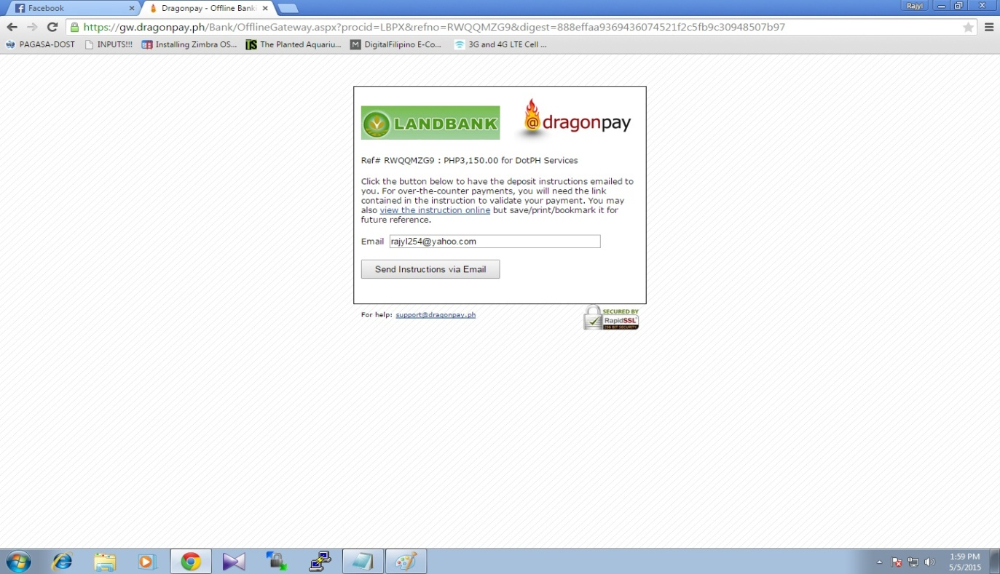 Facebook
Dragonpay - Offline Banki
Rajyl
https://gw.dragonpay.ph/Bank/OfflineGateway.aspx?procid=LBPX&refno=RWQQMZG9&digest=888effaa9369436074521f2c5fb9c30948507b97
PAGASA-DOST INPUTS!!! Installing Zimbra OS... The Planted Aquariu... DigitalFilipino E-Co... 3G and 4G LTE Cell ...
LANDBANK
@dragonpay
Ref# RWQQMZG9 : PHP3,150.00 for DotPH Services
Click the button below to have the deposit instructions emailed to
you. For over-the-counter payments, you will need the link
contained in the instruction to validate your payment. You may
also view the instruction online but save/print/bookmark it for
future reference.
Email rajyl254@yahoo.com
Send Instructions via Email
For help: support@dragonpay.ph
SECURED BY
RapidSSL
256 BIT SECURITY
1:59 PM
5/5/2015